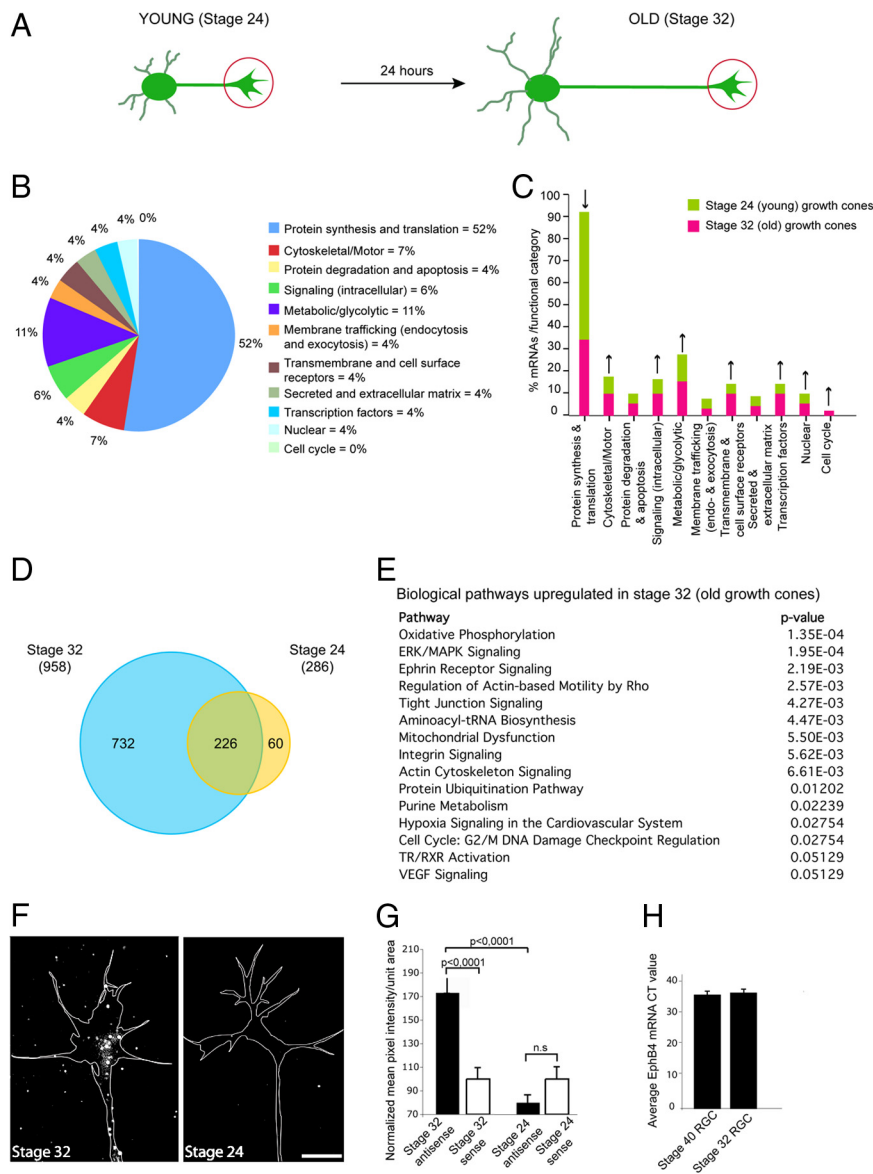 A
YOUNG (Stage 24)
OLD (Stage 32)
24 hours
B
4%
0%
4%
4%
4%
4%
11%
6%
4%
7%
52%
Protein synthesis and translation = 52%
Cytoskeletal/Motor = 7%
Protein degradation and apoptosis = 4%
Signaling (intracellular) = 6%
Metabolic/glycolytic = 11%
Membrane trafficking (endocytosis
and exocytosis) = 4%
Transmembrane and cell surface
receptors = 4%
Secreted and extracellular matrix = 4%
Transcription factors = 4%
Nuclear = 4%
Cell cycle = 0%
C
% mRNAs /functional category
100
90
80
70
60
50
40
30
20
10
0
Stage 24 (young) growth cones
Stage 32 (old) growth cones
Protein synthesis &
translation
Cytoskeletal/Motor
Protein degradation
& apoptosis
Signaling (intracellular)
Metabolic/glycolytic
Membrane trafficking
(endo- & exocytosis)
Transmembrane &
cell surface receptors
Secreted &
extracellular matrix
Transcription factors
Nuclear
Cell cycle
D
Stage 32
(958)
Stage 24
(286)
732
226
60
E
Biological pathways upregulated in stage 32 (old growth cones)
Pathway p-value
Oxidative Phosphorylation 1.35E-04
ERK/MAPK Signaling 1.95E-04
Ephrin Receptor Signaling 2.19E-03
Regulation of Actin-based Motility by Rho 2.57E-03
Tight Junction Signaling 4.27E-03
Aminoacyl-tRNA Biosynthesis 4.47E-03
Mitochondrial Dysfunction 5.50E-03
Integrin Signaling 5.62E-03
Actin Cytoskeleton Signaling 6.61E-03
Protein Ubiquitination Pathway 0.01202
Purine Metabolism 0.02239
Hypoxia Signaling in the Cardiovascular System 0.02754
Cell Cycle: G2/M DNA Damage Checkpoint Regulation 0.02754
TR/RXR Activation 0.05129
VEGF Signaling 0.05129
F
Stage 32
Stage 24
G
Normalized mean pixel intensity/unit area
210
190
170
150
130
110
90
70
p<0,0001
p<0,0001
n.s
Stage 32
antisense
Stage 32
sense
Stage 24
antisense
Stage 24
sense
H
Average EphB4 mRNA CT value
40
30
20
10
0
Stage 40 RGC
Stage 32 RGC